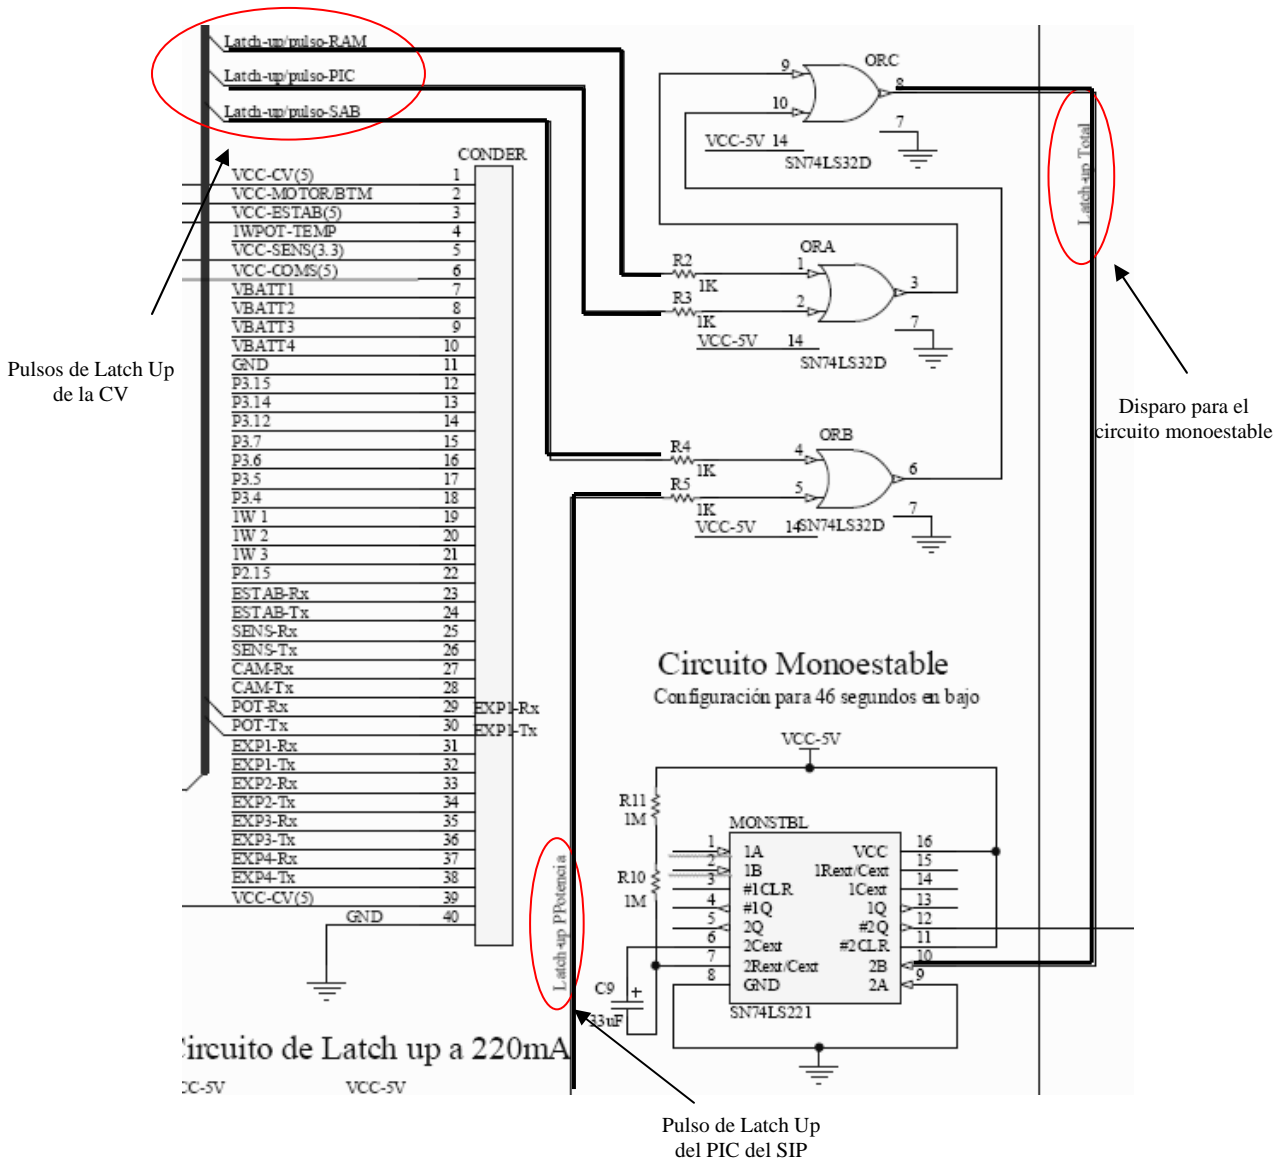 Latch-up/pulso-RAM
Latch-up/pulso-PIC
Latch-up/pulso-SAB
CONDER
VCC-CV(5) 1
VCC-MOTOR/BTM 2
VCC-ESTAB(5) 3
1WPOT-TEMP 4
VCC-SENS(3.3) 5
VCC-COMS(5) 6
VBATT1 7
VBATT2 8
VBATT3 9
VBATT4 10
GND 11
P3.15 12
P3.14 13
P3.12 14
P3.7 15
P3.6 16
P3.5 17
P3.4 18
1W 1 19
1W 2 20
1W 3 21
P2.15 22
ESTAB-Rx 23
ESTAB-Tx 24
SENS-Rx 25
SENS-Tx 26
CAM-Rx 27
CAM-Tx 28
POT-Rx 29 EXP1-Rx
POT-Tx 30 EXP1-Tx
EXP1-Rx 31
EXP1-Tx 32
EXP2-Rx 33
EXP2-Tx 34
EXP3-Rx 35
EXP3-Tx 36
EXP4-Rx 37
EXP4-Tx 38
VCC-CV(5) 39
GND 40
Pulsos de Latch Up
de la CV
ORC
9
8
10
7
VCC-5V 14
SN74LS32D
Latch-up Total
ORA
R2
1
1K
3
R3
2
1K
7
VCC-5V 14
SN74LS32D
Disparo para el
circuito monoestable
ORB
R4
4
1K
6
R5
5
1K
7
VCC-5V 14
SN74LS32D
Circuito Monoestable
Configuración para 46 segundos en bajo
VCC-5V
R11
1M
R10
1M
MONSTBL
1 1A VCC 16
2 1B 1Rext/Cext 15
3 #1CLR 1Cext 14
4 #1Q 1Q 13
5 2Q #2Q 12
6 2Cext #2CLR 11
7 2Rext/Cext 2B 10
8 GND 2A 9
SN74LS221
C9
+
33uF
Latch-up PPotencia
Circuito de Latch up a 220mA
CC-5V VCC-5V
Pulso de Latch Up
del PIC del SIP